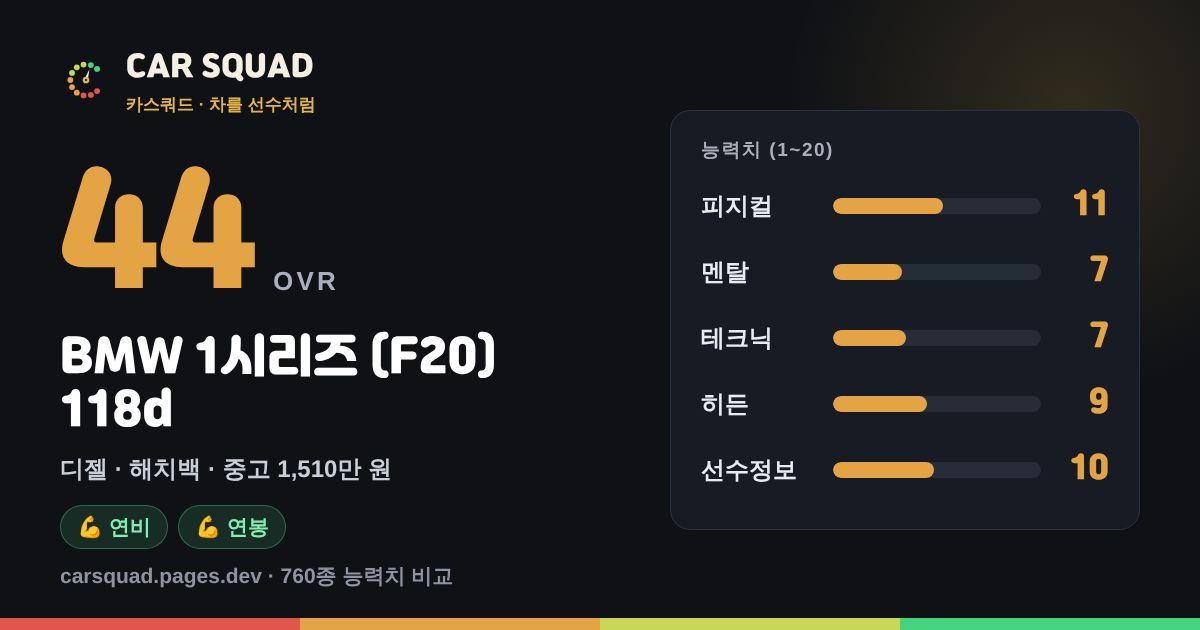 CAR SQUAD
카스쿼드 · 차를 선수처럼
44 OVR
BMW 1시리즈 (F20)
118d
디젤 · 해치백 · 중고 1,510만 원
💪 연비 💪 연봉
carsquad.pages.dev · 760종 능력치 비교
능력치 (1~20)
피지컬 11
멘탈 7
테크닉 7
히든 9
선수정보 10